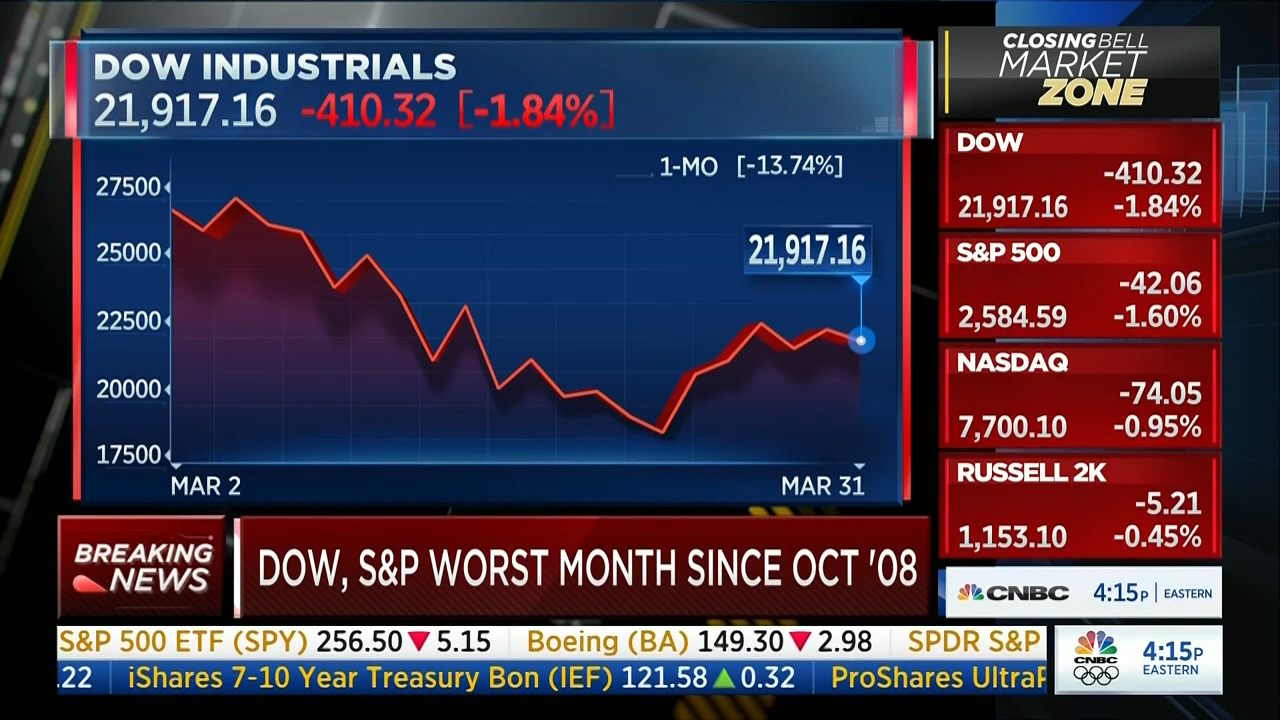 DOW INDUSTRIALS
21,917.16 -410.32 [-1.84%]
1-MO [-13.74%]
27500
25000
22500
20000
17500
21,917.16
MAR 2 MAR 31
BREAKING NEWS
DOW, S&P WORST MONTH SINCE OCT '08
CLOSING BELL
MARKET
ZONE
DOW
-410.32
21,917.16 -1.84%
S&P 500
-42.06
2,584.59 -1.60%
NASDAQ
-74.05
7,700.10 -0.95%
RUSSELL 2K
-5.21
1,153.10 -0.45%
CNBC 4:15P | EASTERN
S&P 500 ETF (SPY) 256.50 ▼ 5.15 Boeing (BA) 149.30 ▼ 2.98 SPDR S&P
.22 iShares 7-10 Year Treasury Bon (IEF) 121.58 ▲ 0.32 ProShares UltraP
CNBC
4:15P
EASTERN